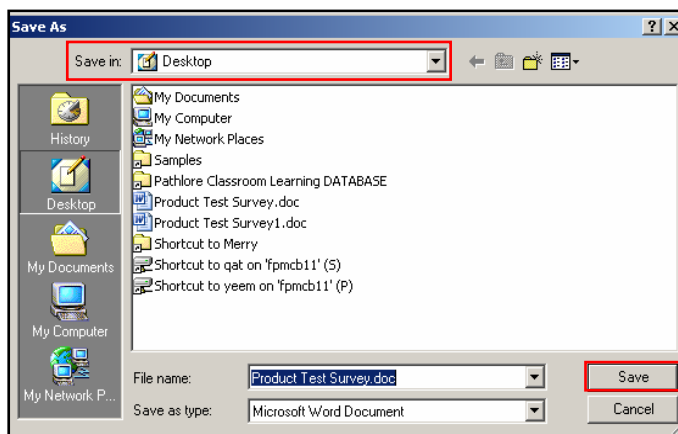 Save As
Save in: Desktop
History
Desktop
My Documents
My Computer
My Network P...
My Documents
My Computer
My Network Places
Samples
Pathlore Classroom Learning DATABASE
Product Test Survey.doc
Product Test Survey1.doc
Shortcut to Merry
Shortcut to qat on 'fpmcb11' (S)
Shortcut to yeem on 'fpmcb11' (P)
File name: Product Test Survey.doc Save
Save as type: Microsoft Word Document Cancel